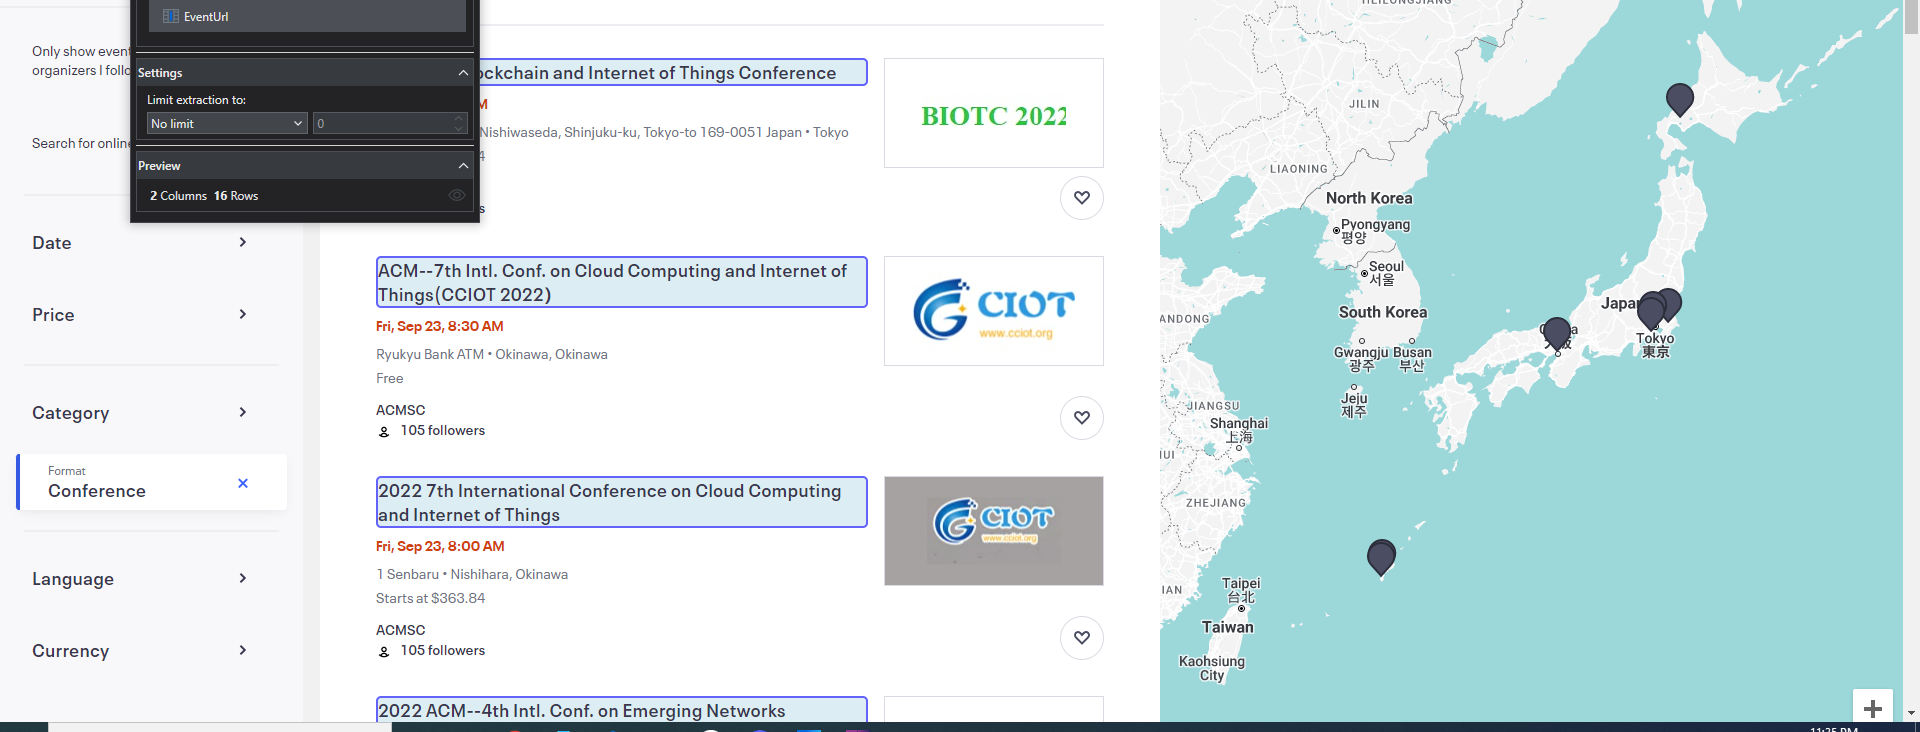 EventUrl
Settings
Limit extraction to:
No limit
0
Preview
2 Columns 16 Rows
Only show
organizers I
Search for
Date
Price
Category
Format
Conference
Language
Currency
and Internet of Things Conference
Nishiwaseda, Shinjuku-ku, Tokyo-to 169-0051 Japan • Tokyo
BIOTC 2022
ACM--7th Intl. Conf. on Cloud Computing and Internet of
Things(CCIOT 2022)
Fri, Sep 23, 8:30 AM
Ryukyu Bank ATM • Okinawa, Okinawa
Free
ACMSC
105 followers
CIOT
www.cciot.org
2022 7th International Conference on Cloud Computing
and Internet of Things
Fri, Sep 23, 8:00 AM
1 Senbaru • Nishihara, Okinawa
Starts at $363.84
ACMSC
105 followers
CIOT
www.cciot.org
2022 ACM--4th Intl. Conf. on Emerging Networks
HEILONGJIANG
JILIN
LIAONING
North Korea
Pyongyang
평양
Seoul
서울
South Korea
Gwangju
광주
Busan
부산
Jeju
제주
JIANGSU
Shanghai
上海
ZHEJIANG
Taipei
台北
Taiwan
Kaohsiung
City
Tokyo
東京